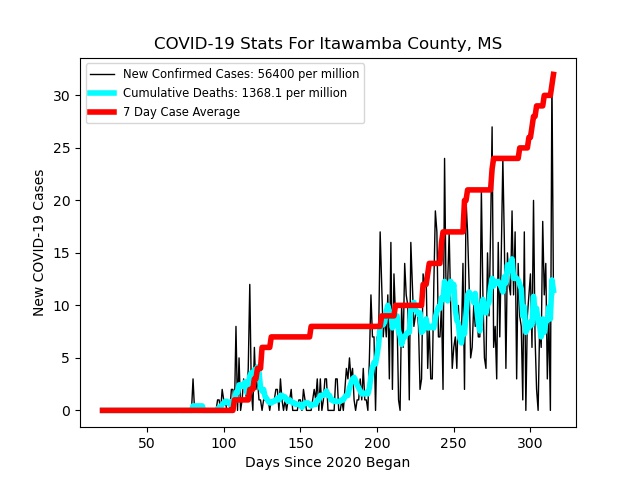 COVID-19 Stats For Itawamba County, MS
New Confirmed Cases: 56400 per million
Cumulative Deaths: 1368.1 per million
7 Day Case Average
New COVID-19 Cases
30
25
20
15
10
5
0
50
100
150
200
250
300
Days Since 2020 Began